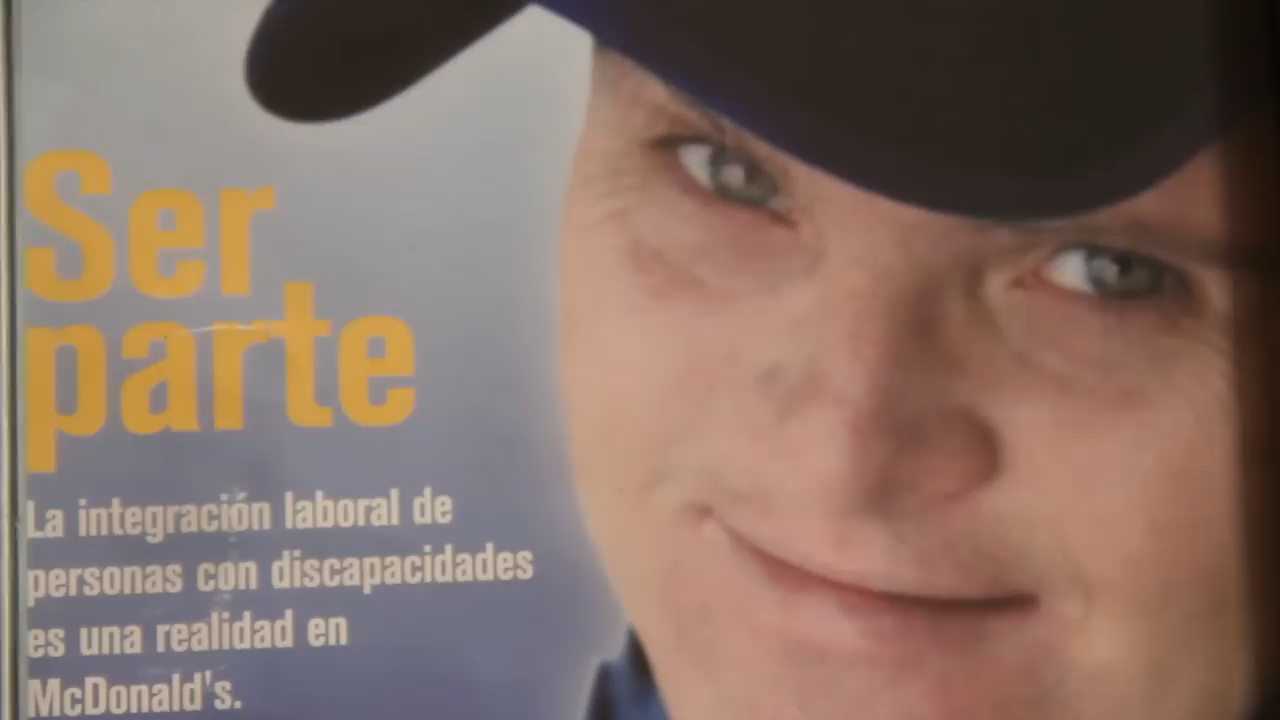 Ser
parte
La integración laboral de
personas con discapacidades
es una realidad en
McDonald's.